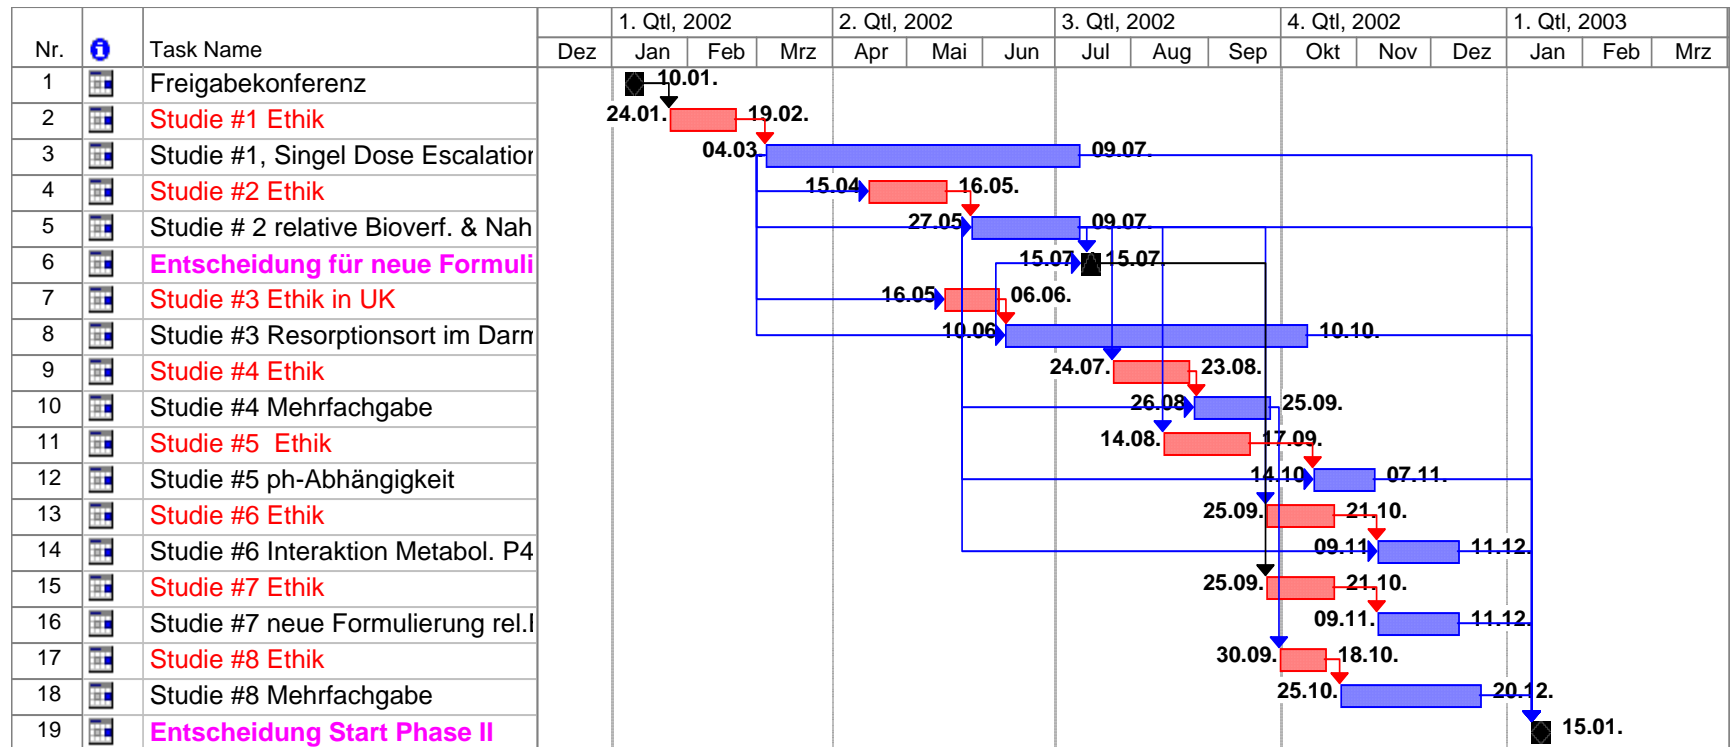 1. Qtl, 2002 2. Qtl, 2002 3. Qtl, 2002 4. Qtl, 2002 1. Qtl, 2003
Nr. i Task Name Dez Jan Feb Mrz Apr Mai Jun Jul Aug Sep Okt Nov Dez Jan Feb Mrz
1 Freigabekonferenz 10.01.
2 Studie #1 Ethik 24.01. 19.02.
3 Studie #1, Singel Dose Escalation 04.03. 09.07.
4 Studie #2 Ethik 15.04 16.05.
5 Studie # 2 relative Bioverf. & Nah 27.05 09.07.
6 Entscheidung für neue Formuli 15.07 15.07.
7 Studie #3 Ethik in UK 16.05 06.06.
8 Studie #3 Resorptionsort im Darm 10.06 10.10.
9 Studie #4 Ethik 24.07. 23.08.
10 Studie #4 Mehrfachgabe 26.08 25.09.
11 Studie #5 Ethik 14.08. 17.09.
12 Studie #5 ph-Abhängigkeit 14.10 07.11.
13 Studie #6 Ethik 25.09. 21.10.
14 Studie #6 Interaktion Metabol. P4 09.11 11.12.
15 Studie #7 Ethik 25.09. 21.10.
16 Studie #7 neue Formulierung rel. 09.11. 11.12.
17 Studie #8 Ethik 30.09. 18.10.
18 Studie #8 Mehrfachgabe 25.10. 20.12.
19 Entscheidung Start Phase II 15.01.